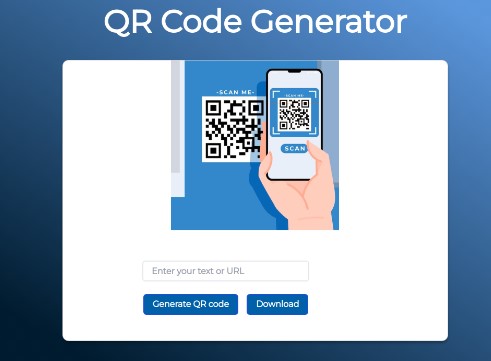 QR Code Generator
-SCAN ME-
-SCAN ME-
SCAN
Enter your text or URL
Generate QR code
Download